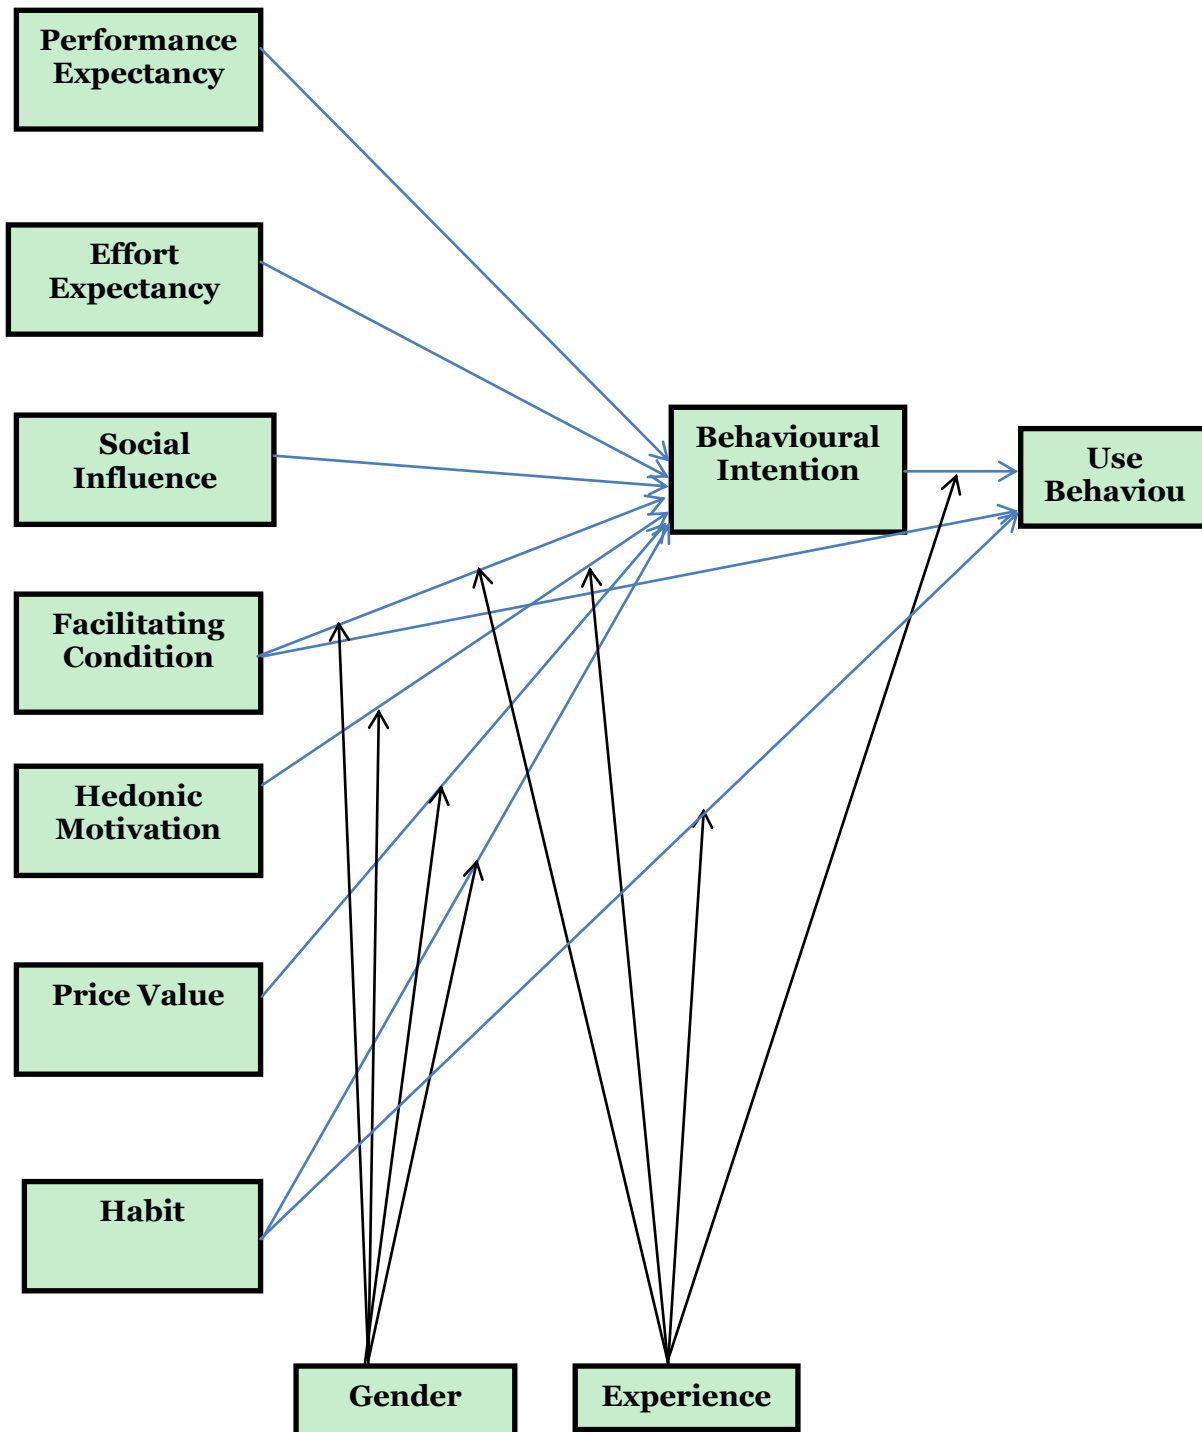 Performance
Expectancy
Effort
Expectancy
Social
Influence
Behavioural
Intention
Use
Behaviou
Facilitating
Condition
Hedonic
Motivation
Price Value
Habit
Gender
Experience